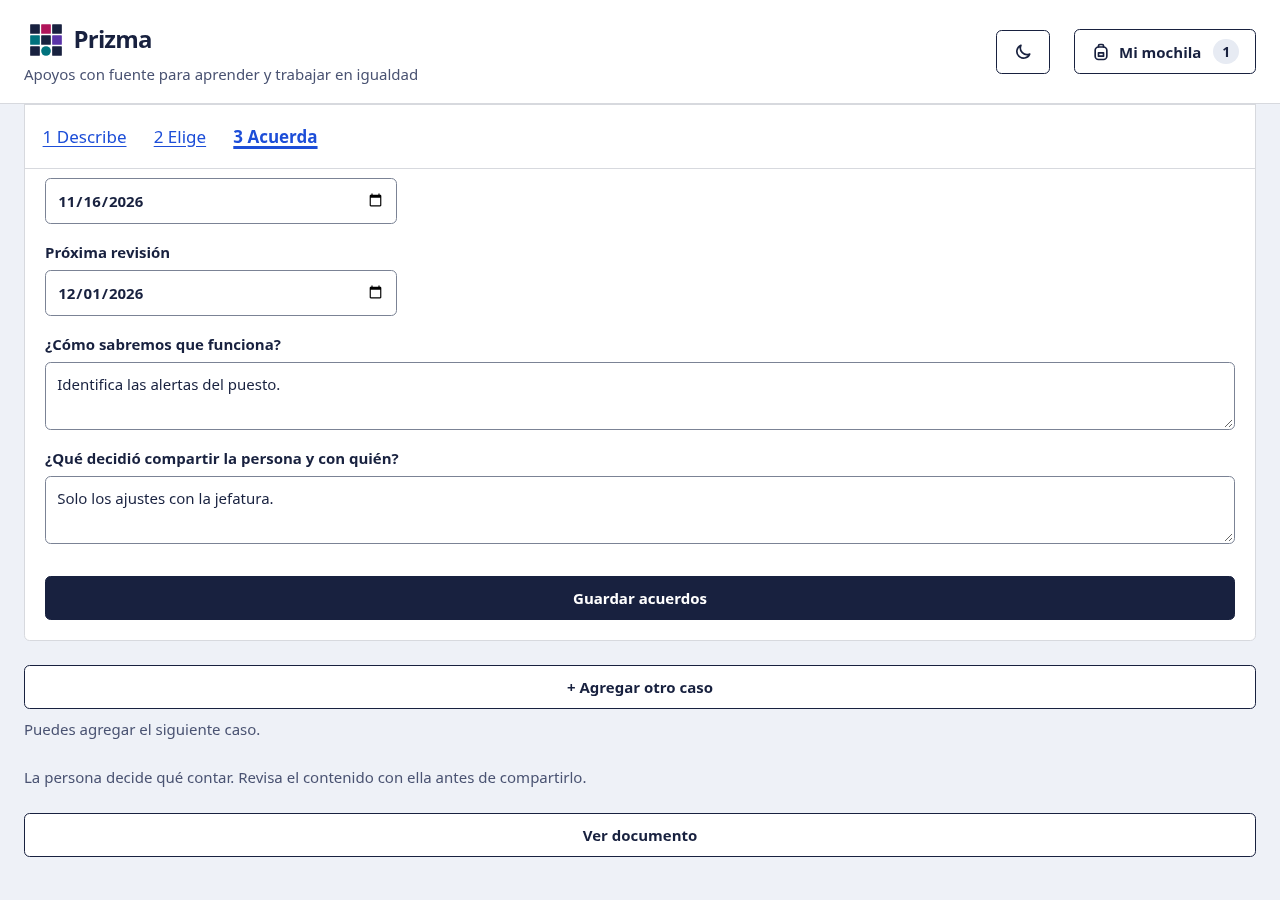 Prizma
Apoyos con fuente para aprender y trabajar en igualdad
Mi mochila 1
1 Describe 2 Elige 3 Acuerda
11/16/2026
Próxima revisión
12/01/2026
¿Cómo sabremos que funciona?
Identifica las alertas del puesto.
¿Qué decidió compartir la persona y con quién?
Solo los ajustes con la jefatura.
Guardar acuerdos
+ Agregar otro caso
Puedes agregar el siguiente caso.
La persona decide qué contar. Revisa el contenido con ella antes de compartirlo.
Ver documento